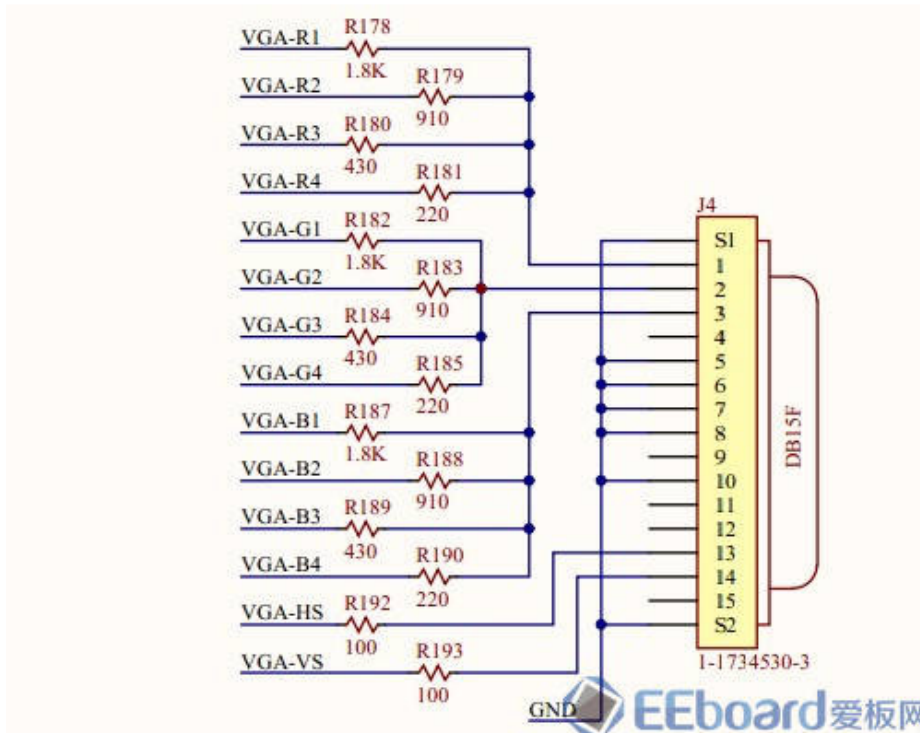 VGA-R1
R178
1.8K
VGA-R2
R179
910
VGA-R3
R180
430
VGA-R4
R181
220
VGA-G1
R182
1.8K
VGA-G2
R183
910
VGA-G3
R184
430
VGA-G4
R185
220
VGA-B1
R187
1.8K
VGA-B2
R188
910
VGA-B3
R189
430
VGA-B4
R190
220
VGA-HS
R192
100
VGA-VS
R193
100
J4
S1
1
2
3
4
5
6
7
8
9
10
11
12
13
14
15
S2
DB15F
1-1734530-3
GND
EEboard爱板网